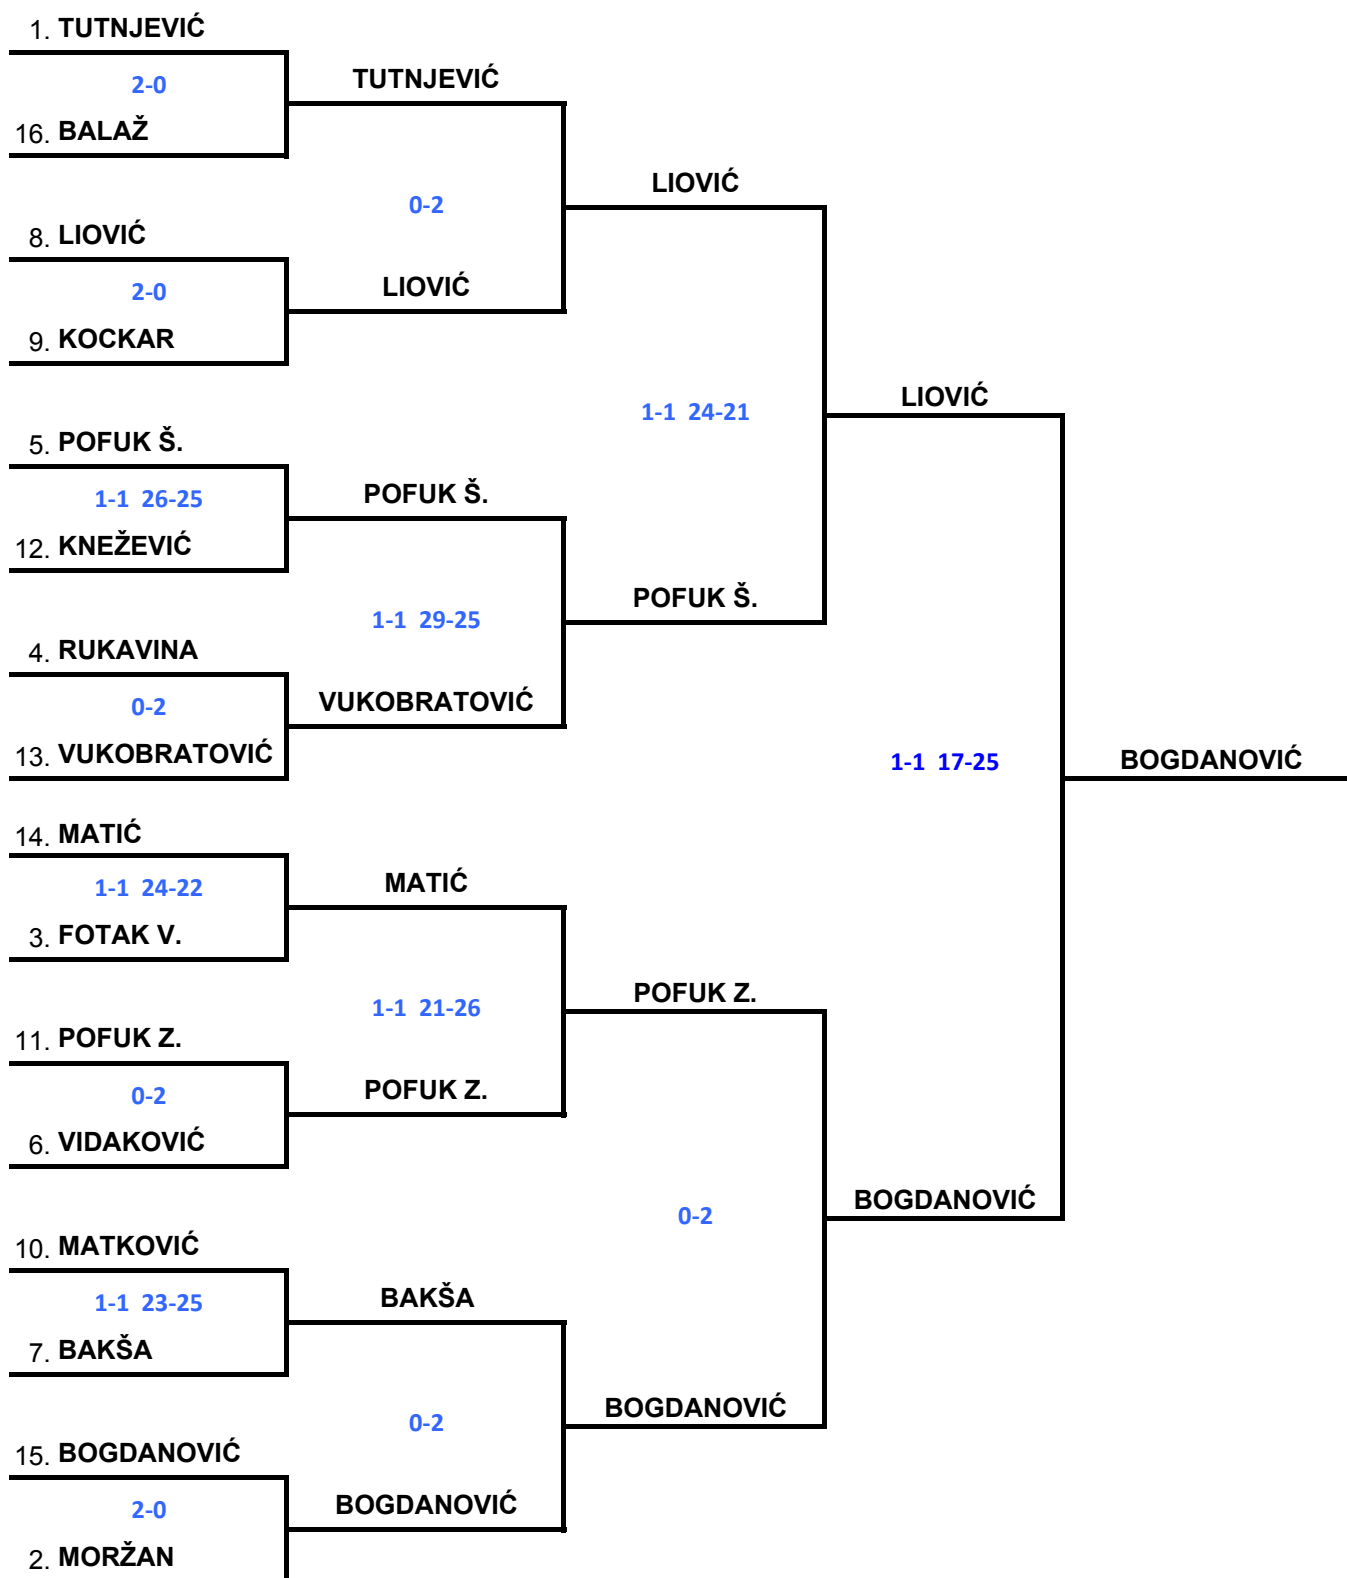 1. TUTNJEVIĆ
2-0
TUTNJEVIĆ
16. BALAŽ
0-2
LIOVIĆ
8. LIOVIĆ
2-0
LIOVIĆ
9. KOCKAR
1-1 24-21
LIOVIĆ
5. POFUK Š.
1-1 26-25
POFUK Š.
12. KNEŽEVIĆ
1-1 29-25
POFUK Š.
4. RUKAVINA
0-2
VUKOBRATOVIĆ
13. VUKOBRATOVIĆ
1-1 17-25
BOGDANOVIĆ
14. MATIĆ
1-1 24-22
MATIĆ
3. FOTAK V.
1-1 21-26
POFUK Z.
11. POFUK Z.
0-2
POFUK Z.
6. VIDAKOVIĆ
0-2
BOGDANOVIĆ
10. MATKOVIĆ
1-1 23-25
BAKŠA
7. BAKŠA
0-2
BOGDANOVIĆ
15. BOGDANOVIĆ
2-0
BOGDANOVIĆ
2. MORŽAN